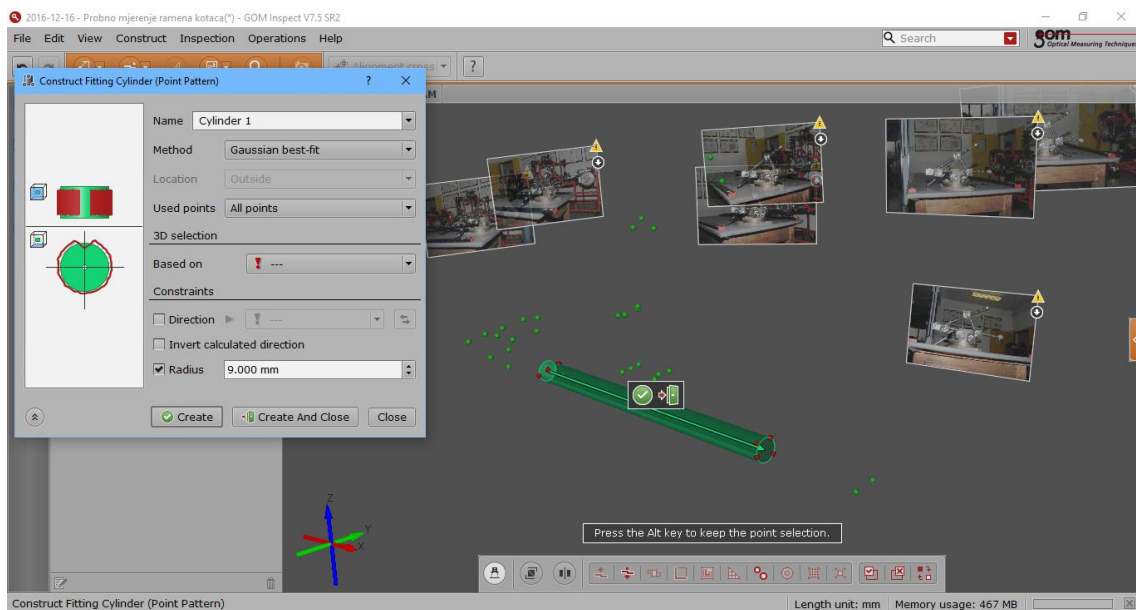 2016-12-16 - Probno mjerenje ramena kotaca(*) - GOM Inspect V7.5 SR2
File Edit View Construct Inspection Operations Help
Search
gom
Optical Measuring Techniques
Alignment cross
?
Construct Fitting Cylinder (Point Pattern)
?
Name Cylinder 1
Method Gaussian best-fit
Location Outside
Used points All points
3D selection
Based on ---
Constraints
Direction ---
Invert calculated direction
Radius 9.000 mm
Create
Create And Close
Close
Z
Y
X
Press the Alt key to keep the point selection.
Construct Fitting Cylinder (Point Pattern)
Length unit: mm Memory usage: 467 MB